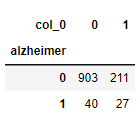 col_0 0 1
alzheimer
0 903 211
1 40 27